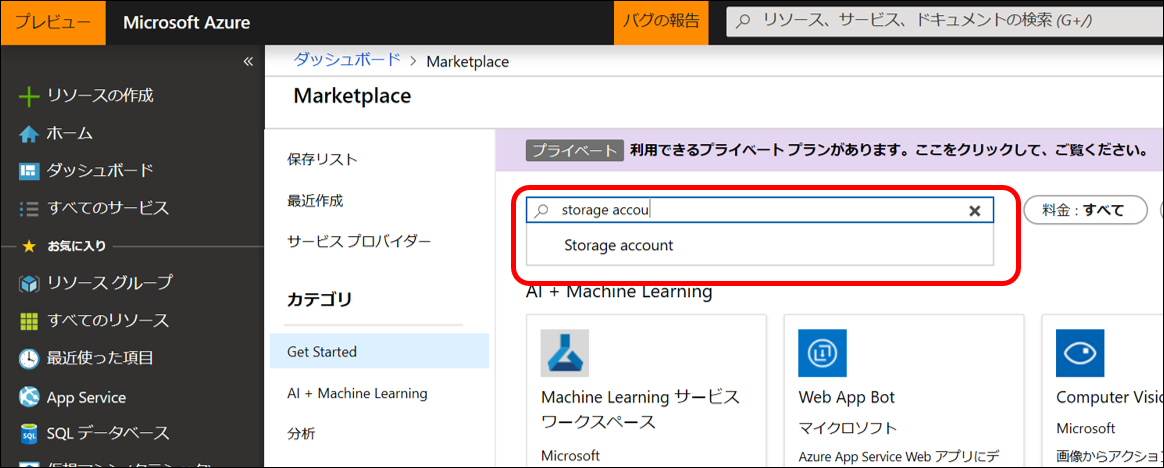 プレビュー
Microsoft Azure
バグの報告
リソース、サービス、ドキュメントの検索 (G+/)
«
リソースの作成
ホーム
ダッシュボード
すべてのサービス
お気に入り
リソース グループ
すべてのリソース
最近使った項目
App Service
SQL データベース
ダッシュボード > Marketplace
Marketplace
保存リスト
最近作成
サービス プロバイダー
カテゴリ
Get Started
AI + Machine Learning
分析
プライベート 利用できるプライベート プランがあります。ここをクリックして、ご覧ください。
storage accou
料金 : すべて
Storage account
AI + Machine Learning
Machine Learning サービス
ワークスペース
Microsoft
Web App Bot
マイクロソフト
Azure App Service Web アプリにデ
Computer Visio
Microsoft
画像からアクション